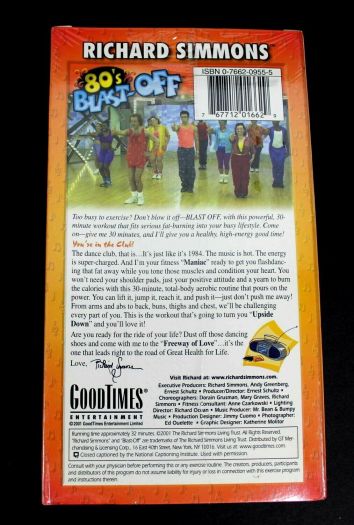 RICHARD SIMMONS
80's
BLAST OFF
ISBN 0-7662-0955-5
7 67712 01662 9
Too busy to exercise? Don't blow it off—BLAST OFF, with this powerful, 30-
minute workout that fits serious fat-burning into your busy lifestyle. Come
on—give me 30 minutes, and I'll give you a healthy, high-energy good time!
You're in the Club!
The dance club, that is...It's just like it's 1984. The music is hot. The energy
is super-charged. And I'm your fitness "Maniac" ready to get you flashdanc-
ing that fat away while you tone those muscles and condition your heart. You
won't need your shoulder pads, just your positive attitude and a yearn to burn
the calories with this 30-minute, total-body aerobic routine that pours on the
power. You can lift it, jump it, reach it, and push it—just don't push me away!
From arms and abs to back, buns, thighs and chest, we'll be challenging
every part of you. This is the workout that's going to turn you "Upside
Down" and you'll love it!
Are you ready for the ride of your life? Dust off those dancing
shoes and come with me to the "Freeway of Love"...it's the
one that leads right to the road of Great Health for Life.
Love, Richard Simmons
GOODTIMES®
ENTERTAINMENT
©2001 GoodTimes Entertainment Limited
Visit Richard at: www.richardsimmons.com.
Executive Producers: Richard Simmons, Andy Greenberg,
Ernest Schultz • Producer/Director: Ernest Schultz •
Choreographers: Dorain Grusman, Mary Graves, Richard
Simmons • Fitness Consultant: Anne Czarkowski • Lighting
Director: Richard Ocean • Music Producer: Mr. Bean & Bumpy
Music • Production Designer: Jimmy Cuomo • Photographer:
Ed Ouellette • Graphic Designer: Katherine Molitor
Running time approximately 32 minutes. ©2001 The Richard Simmons Living Trust. All Rights Reserved.
"Richard Simmons" and "Blast Off" are trademarks of The Richard Simmons Living Trust. Distributed by GT Mer-
chandising & Licensing Corp., 16 East 40th Street, New York, NY 10016. Visit us at www.goodtimes.com.
Closed captioned by the National Captioning Institute. Used with permission.
Consult with your physician before performing this or any exercise routine. The creators, producers, participants
and distributors of this program do not assume any liability for injury or loss in connection with this exercise program
and instructions therein.